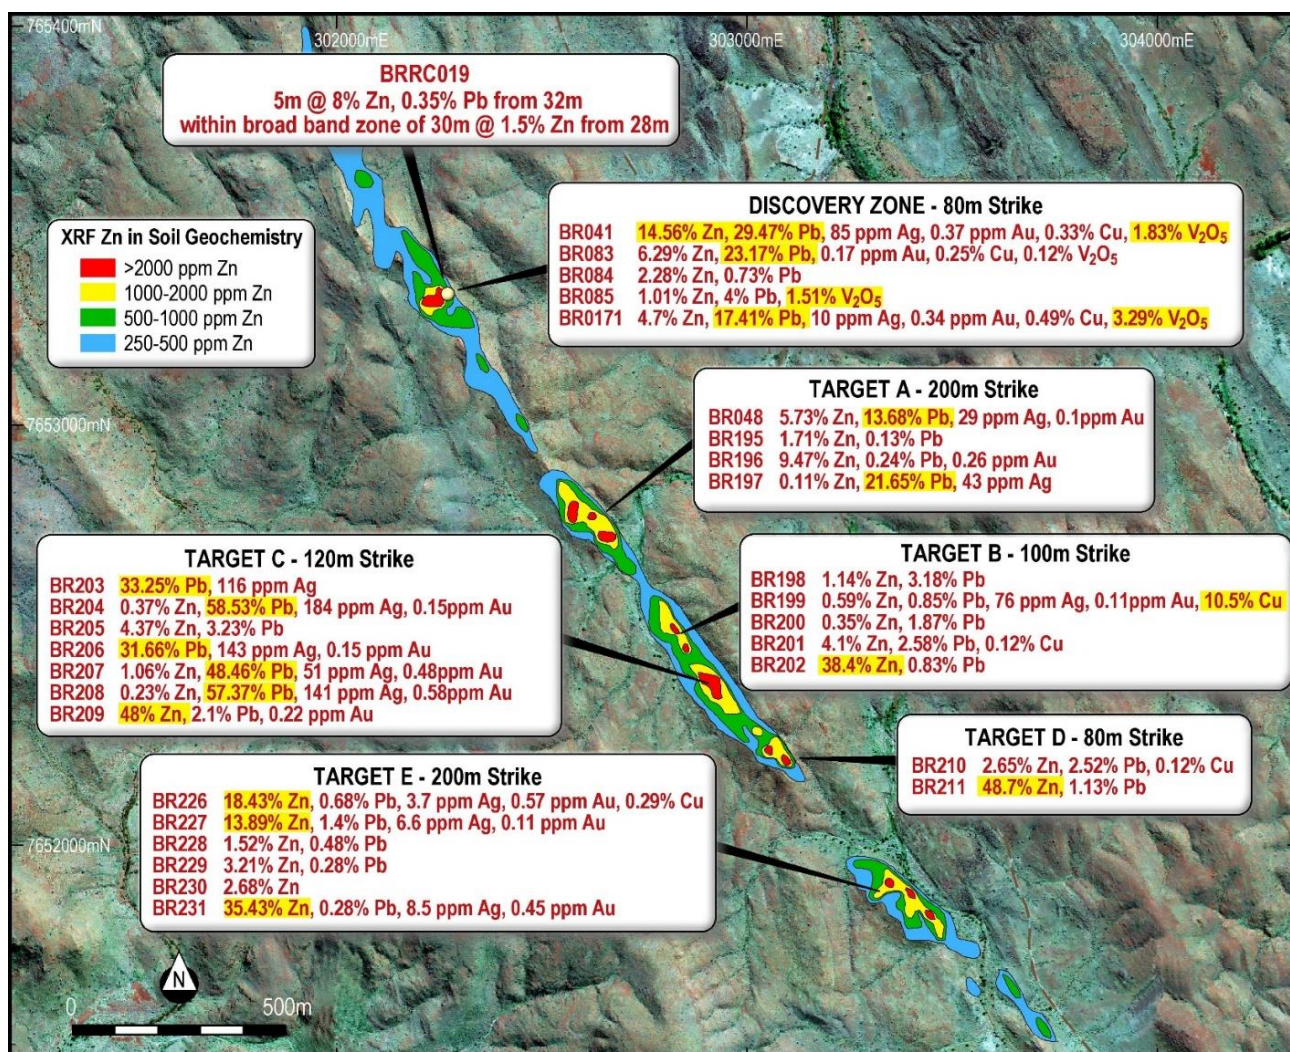 765400mN
302000mE
303000mE
304000mE
BRRC019
5m @ 8% Zn, 0.35% Pb from 32m
within broad band zone of 30m @ 1.5% Zn from 28m
DISCOVERY ZONE - 80m Strike
BR041 14.56% Zn, 29.47% Pb, 85 ppm Ag, 0.37 ppm Au, 0.33% Cu, 1.83% V₂O₅
BR083 6.29% Zn, 23.17% Pb, 0.17 ppm Au, 0.25% Cu, 0.12% V₂O₅
BR084 2.28% Zn, 0.73% Pb
BR085 1.01% Zn, 4% Pb, 1.51% V₂O₅
BR0171 4.7% Zn, 17.41% Pb, 10 ppm Ag, 0.34 ppm Au, 0.49% Cu, 3.29% V₂O₅
XRF Zn in Soil Geochemistry
>2000 ppm Zn
1000-2000 ppm Zn
500-1000 ppm Zn
250-500 ppm Zn
TARGET A - 200m Strike
BR048 5.73% Zn, 13.68% Pb, 29 ppm Ag, 0.1ppm Au
BR195 1.71% Zn, 0.13% Pb
BR196 9.47% Zn, 0.24% Pb, 0.26 ppm Au
BR197 0.11% Zn, 21.65% Pb, 43 ppm Ag
7653000mN
TARGET C - 120m Strike
BR203 33.25% Pb, 116 ppm Ag
BR204 0.37% Zn, 58.53% Pb, 184 ppm Ag, 0.15ppm Au
BR205 4.37% Zn, 3.23% Pb
BR206 31.66% Pb, 143 ppm Ag, 0.15 ppm Au
BR207 1.06% Zn, 48.46% Pb, 51 ppm Ag, 0.48ppm Au
BR208 0.23% Zn, 57.37% Pb, 141 ppm Ag, 0.58ppm Au
BR209 48% Zn, 2.1% Pb, 0.22 ppm Au
TARGET B - 100m Strike
BR198 1.14% Zn, 3.18% Pb
BR199 0.59% Zn, 0.85% Pb, 76 ppm Ag, 0.11ppm Au, 10.5% Cu
BR200 0.35% Zn, 1.87% Pb
BR201 4.1% Zn, 2.58% Pb, 0.12% Cu
BR202 38.4% Zn, 0.83% Pb
TARGET D - 80m Strike
BR210 2.65% Zn, 2.52% Pb, 0.12% Cu
BR211 48.7% Zn, 1.13% Pb
TARGET E - 200m Strike
BR226 18.43% Zn, 0.68% Pb, 3.7 ppm Ag, 0.57 ppm Au, 0.29% Cu
BR227 13.89% Zn, 1.4% Pb, 6.6 ppm Ag, 0.11 ppm Au
BR228 1.52% Zn, 0.48% Pb
BR229 3.21% Zn, 0.28% Pb
BR230 2.68% Zn
BR231 35.43% Zn, 0.28% Pb, 8.5 ppm Ag, 0.45 ppm Au
7652000mN
N
0 500m